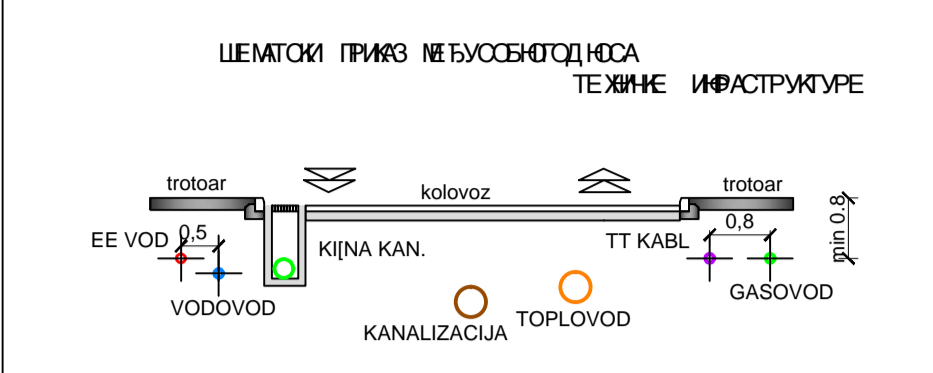 ШЕМАТСКИ ПРИКАЗ МЕЂУСОБНОГ ОДНОСА
ТЕХНИЧКЕ ИНФРАСТРУКТУРЕ
trotoar
kolovoz
trotoar
EE VOD
0,5
KI[NA KAN.
TT KABL
0,8
min 0.8
VODOVOD
GASOVOD
KANALIZACIJA
TOPLOVOD